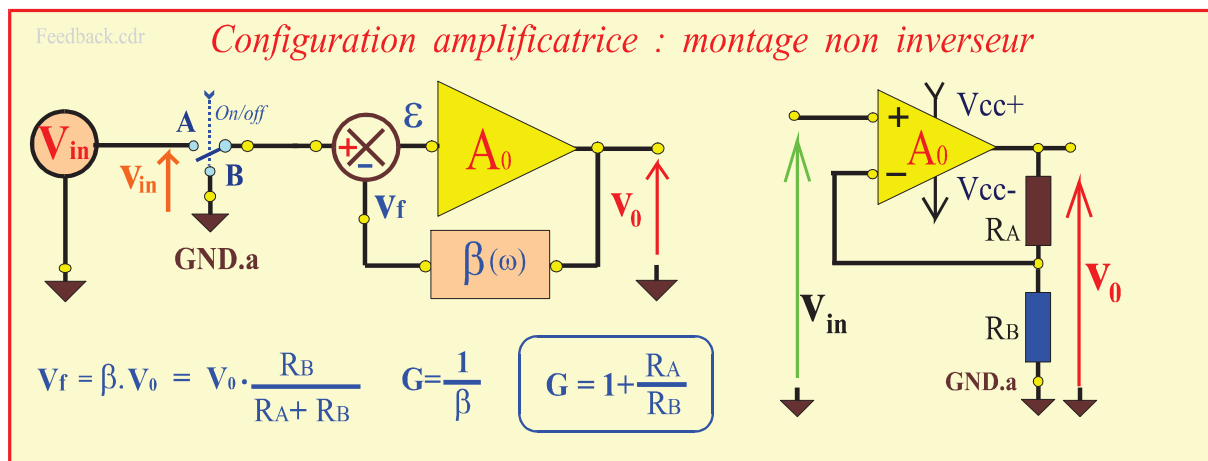 Feedback.cdr
Configuration amplificatrice : montage non inverseur
Vin
A
On/off
B
Vin
GND.a
+
-
ε
A0
Vf
β(ω)
V0
+
-
A0
Vcc+
Vcc-
RA
RB
Vin
V0
GND.a
Vf = β.V0 = V0 · RB / RA + RB
G = 1 / β
G = 1 + RA / RB